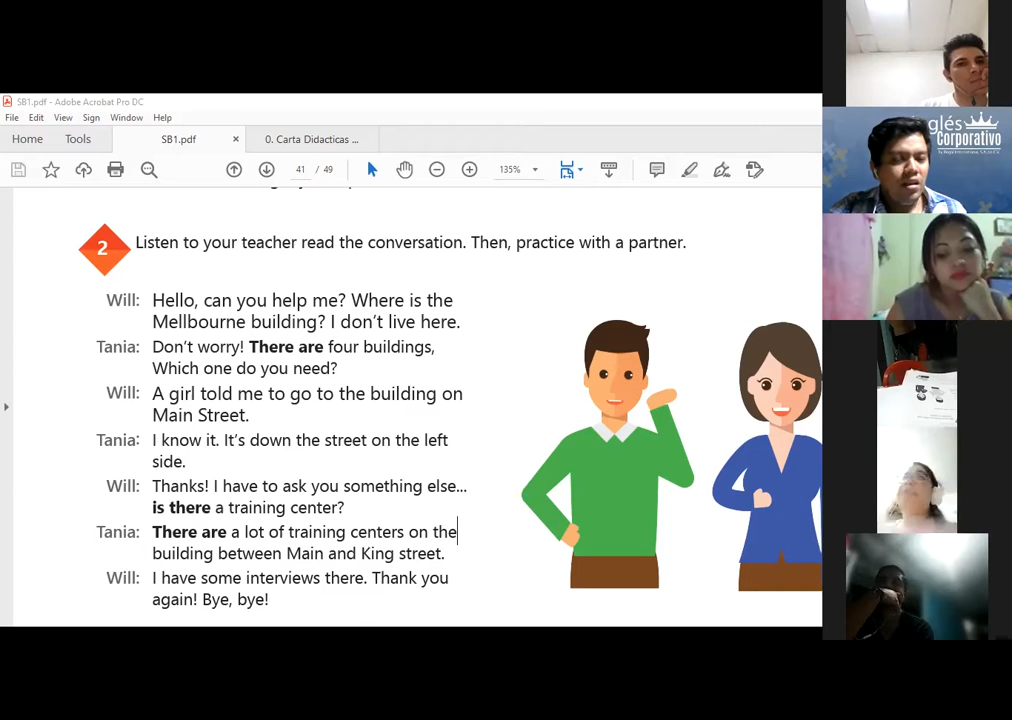 SB1.pdf - Adobe Acrobat Pro DC
File Edit View Sign Window Help
Home Tools SB1.pdf × 0. Carta Didacticas ...
41 / 49 135%
2 Listen to your teacher read the conversation. Then, practice with a partner.
Will: Hello, can you help me? Where is the
Mellbourne building? I don't live here.
Tania: Don't worry! There are four buildings,
Which one do you need?
Will: A girl told me to go to the building on
Main Street.
Tania: I know it. It's down the street on the left
side.
Will: Thanks! I have to ask you something else...
is there a training center?
Tania: There are a lot of training centers on the
building between Main and King street.
Will: I have some interviews there. Thank you
again! Bye, bye!
glés
Corporativo